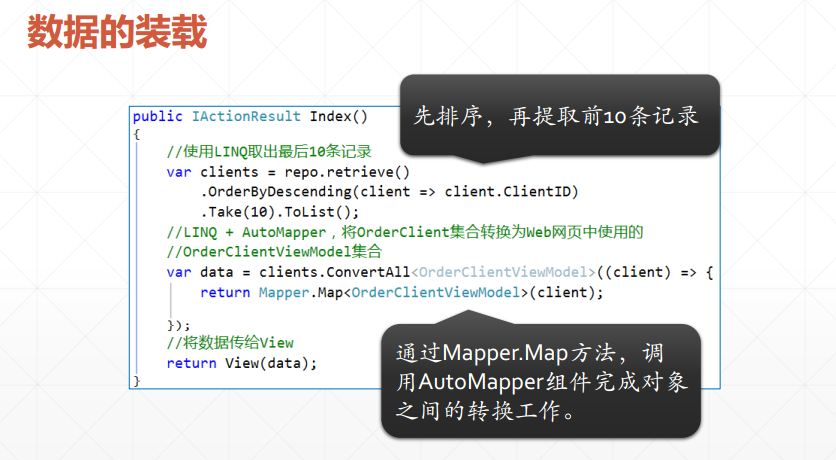 数据的装载
public IActionResult Index()
{
//使用LINQ取出最后10条记录
var clients = repo.retrieve()
.OrderByDescending(client => client.ClientID)
.Take(10).ToList();
//LINQ + AutoMapper，将OrderClient集合转换为Web网页中使用的
//OrderClientViewModel集合
var data = clients.ConvertAll<OrderClientViewModel>((client) => {
return Mapper.Map<OrderClientViewModel>(client);
});
//将数据传给View
return View(data);
}
先排序，再提取前10条记录
通过Mapper.Map方法，调
用AutoMapper组件完成对象
之间的转换工作。